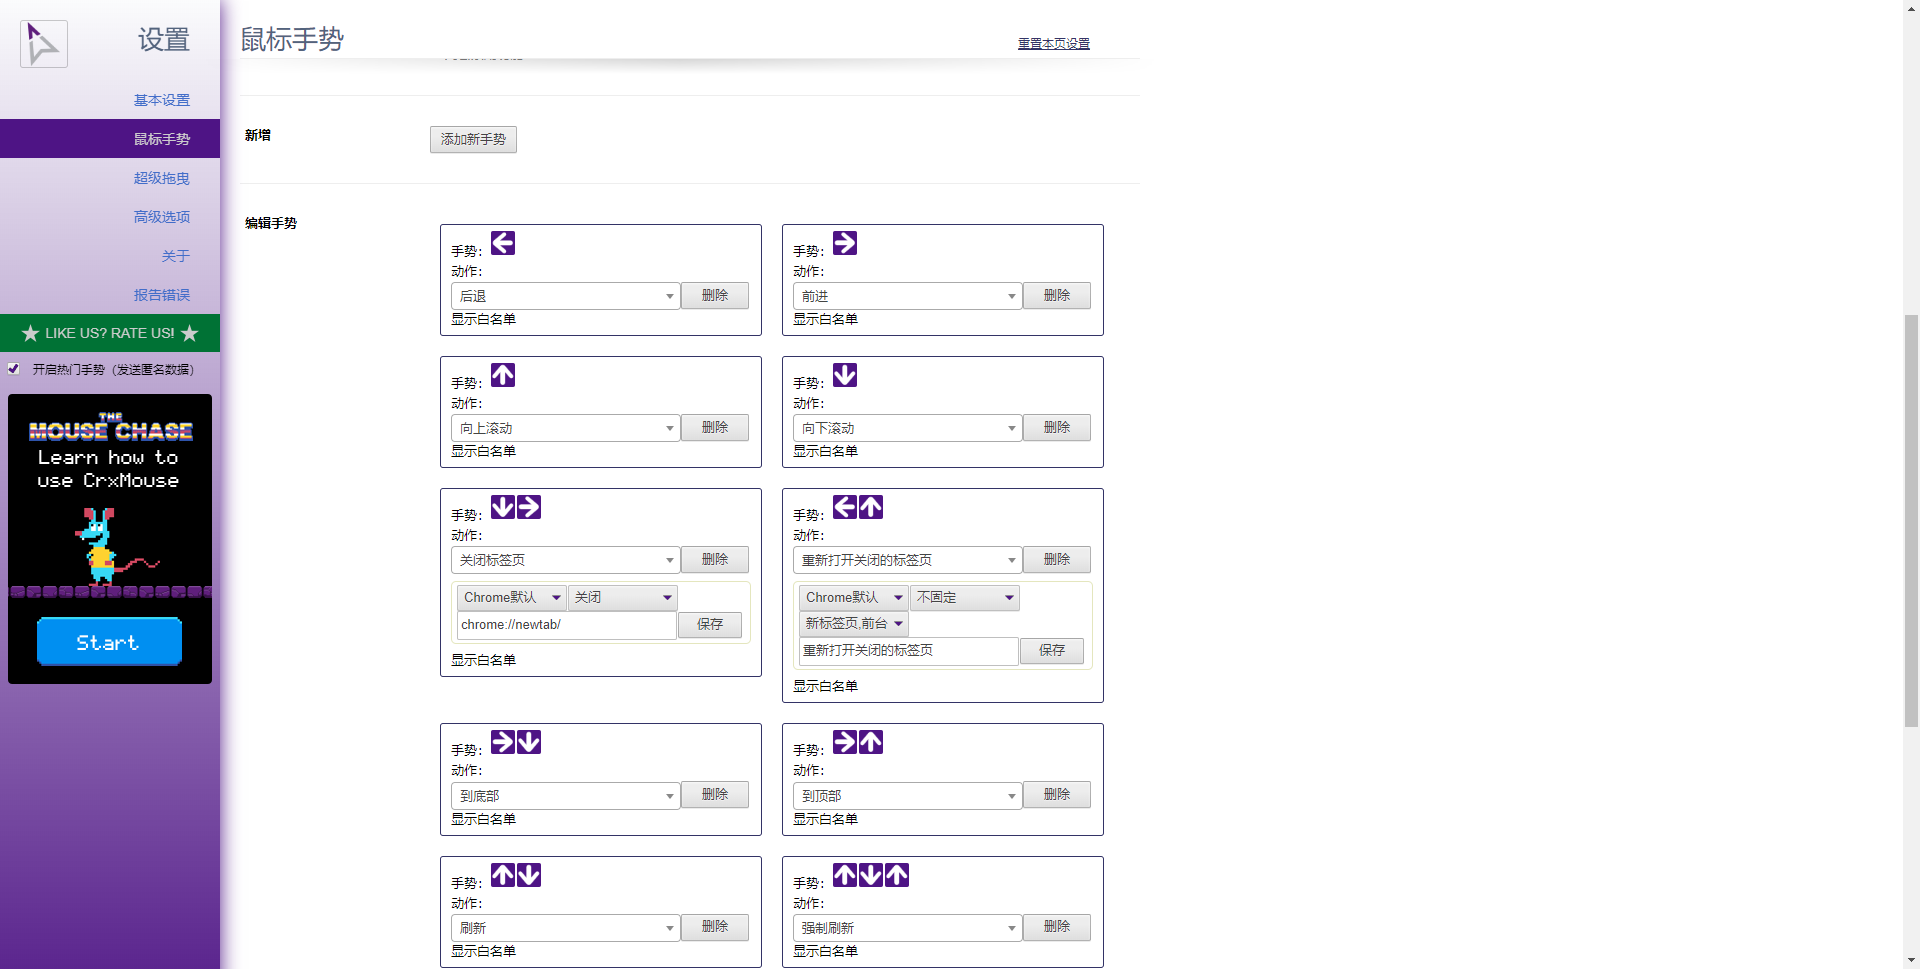 设置
基本设置
鼠标手势
超级拖曳
高级选项
关于
报告错误
LIKE US? RATE US!
开启热门手势（发送匿名数据）
THE
MOUSE CHASE
Learn how to
use CrxMouse
Start
鼠标手势
重置本页设置
新增
添加新手势
编辑手势
手势：
动作：
后退
删除
显示白名单
手势：
动作：
前进
删除
显示白名单
手势：
动作：
向上滚动
删除
显示白名单
手势：
动作：
向下滚动
删除
显示白名单
手势：
动作：
关闭标签页
删除
Chrome默认
关闭
chrome://newtab/
保存
显示白名单
手势：
动作：
重新打开关闭的标签页
删除
Chrome默认
不固定
新标签页,前台
重新打开关闭的标签页
保存
显示白名单
手势：
动作：
到底部
删除
显示白名单
手势：
动作：
到顶部
删除
显示白名单
手势：
动作：
刷新
删除
显示白名单
手势：
动作：
强制刷新
删除
显示白名单